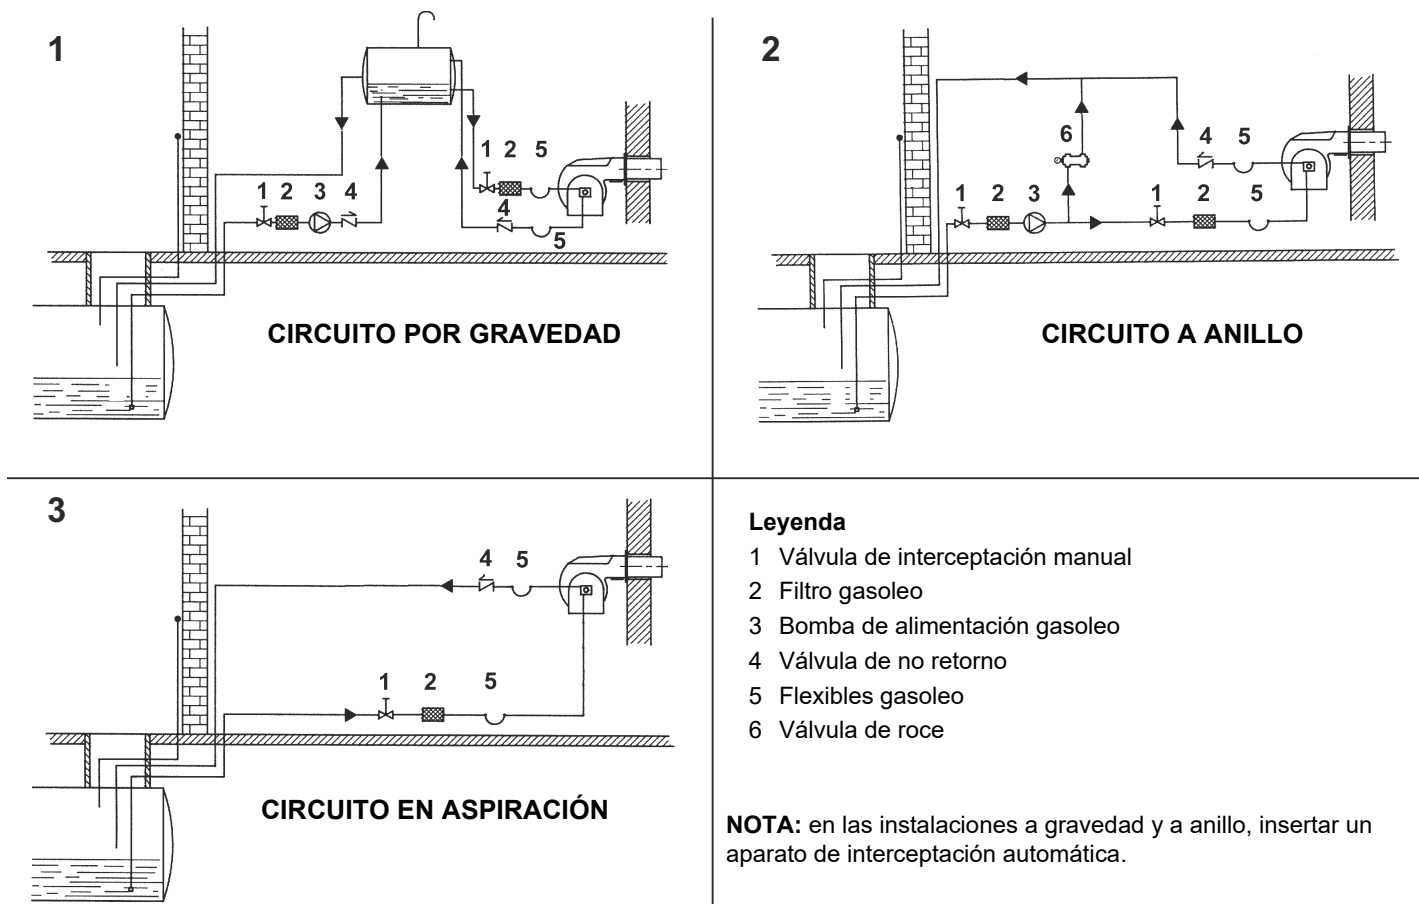 1
1 2 5
4
5
1 2 3 4
CIRCUITO POR GRAVEDAD
2
6
4 5
1 2 3
1 2 5
CIRCUITO A ANILLO
3
4 5
1 2 5
CIRCUITO EN ASPIRACIÓN
Leyenda
1 Válvula de interceptación manual
2 Filtro gasoleo
3 Bomba de alimentación gasoleo
4 Válvula de no retorno
5 Flexibles gasoleo
6 Válvula de roce
NOTA: en las instalaciones a gravedad y a anillo, insertar un
aparato de interceptación automática.